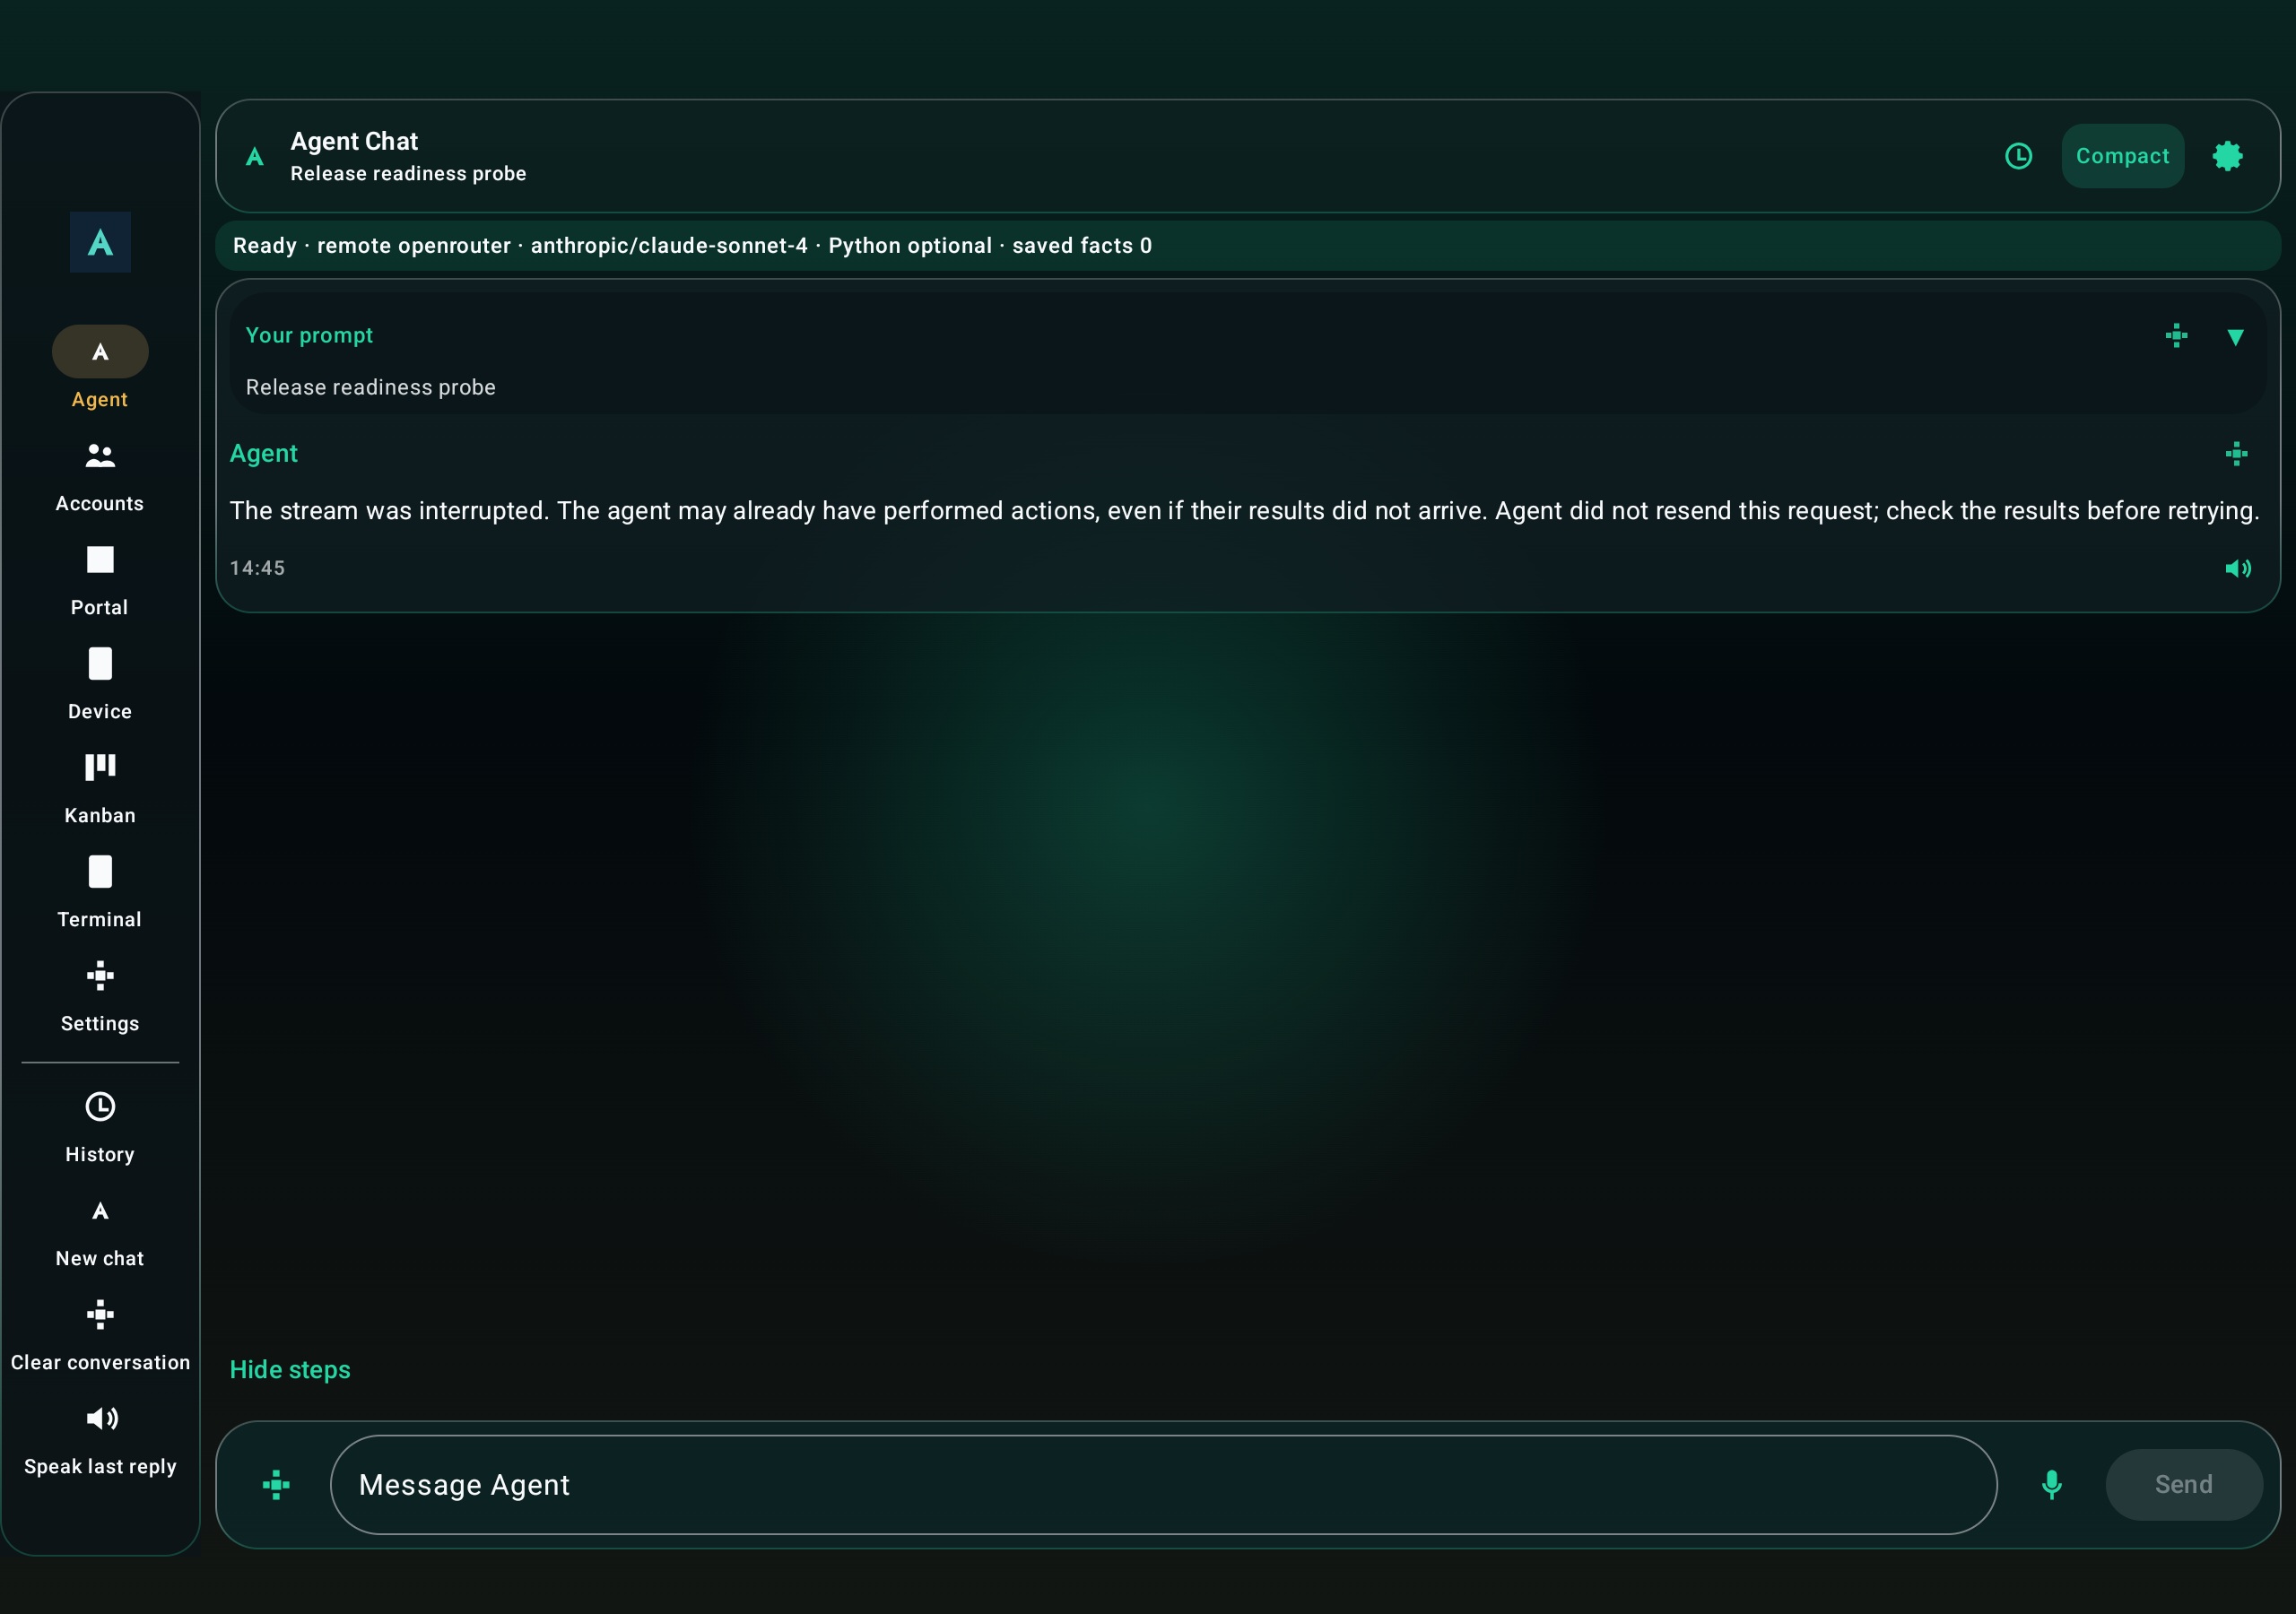 Agent
Accounts
Portal
Device
Kanban
Terminal
Settings
History
New chat
Clear conversation
Speak last reply
Agent Chat
Release readiness probe
Compact
Ready · remote openrouter · anthropic/claude-sonnet-4 · Python optional · saved facts 0
Your prompt
Release readiness probe
Agent
The stream was interrupted. The agent may already have performed actions, even if their results did not arrive. Agent did not resend this request; check the results before retrying.
14:45
Hide steps
Message Agent
Send